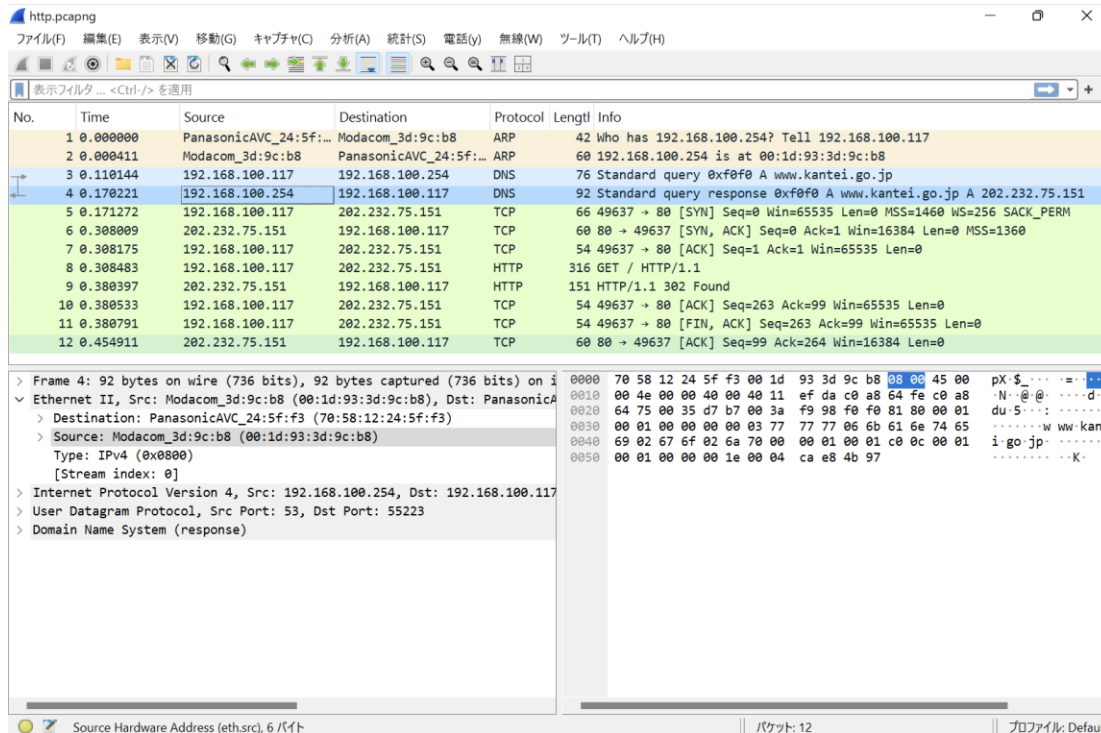 http.pcapng
ファイル(F) 編集(E) 表示(V) 移動(G) キャプチャ(C) 分析(A) 統計(S) 電話(y) 無線(W) ツール(T) ヘルプ(H)
表示フィルタ … <Ctrl-/> を適用
No. Time Source Destination Protocol Lengtl Info
1 0.000000 PanasonicAVC_24:5f:… Modacom_3d:9c:b8 ARP 42 Who has 192.168.100.254? Tell 192.168.100.117
2 0.000411 Modacom_3d:9c:b8 PanasonicAVC_24:5f:… ARP 60 192.168.100.254 is at 00:1d:93:3d:9c:b8
3 0.110144 192.168.100.117 192.168.100.254 DNS 76 Standard query 0xf0f0 A www.kantei.go.jp
4 0.170221 192.168.100.254 192.168.100.117 DNS 92 Standard query response 0xf0f0 A www.kantei.go.jp A 202.232.75.151
5 0.171272 192.168.100.117 202.232.75.151 TCP 66 49637 → 80 [SYN] Seq=0 Win=65535 Len=0 MSS=1460 WS=256 SACK_PERM
6 0.308009 202.232.75.151 192.168.100.117 TCP 60 80 → 49637 [SYN, ACK] Seq=0 Ack=1 Win=16384 Len=0 MSS=1360
7 0.308175 192.168.100.117 202.232.75.151 TCP 54 49637 → 80 [ACK] Seq=1 Ack=1 Win=65535 Len=0
8 0.308483 192.168.100.117 202.232.75.151 HTTP 316 GET / HTTP/1.1
9 0.380397 202.232.75.151 192.168.100.117 HTTP 151 HTTP/1.1 302 Found
10 0.380533 192.168.100.117 202.232.75.151 TCP 54 49637 → 80 [ACK] Seq=263 Ack=99 Win=65535 Len=0
11 0.380791 192.168.100.117 202.232.75.151 TCP 54 49637 → 80 [FIN, ACK] Seq=263 Ack=99 Win=65535 Len=0
12 0.454911 202.232.75.151 192.168.100.117 TCP 60 80 → 49637 [ACK] Seq=99 Ack=264 Win=16384 Len=0
Frame 4: 92 bytes on wire (736 bits), 92 bytes captured (736 bits) on i
Ethernet II, Src: Modacom_3d:9c:b8 (00:1d:93:3d:9c:b8), Dst: PanasonicA
Destination: PanasonicAVC_24:5f:f3 (70:58:12:24:5f:f3)
Source: Modacom_3d:9c:b8 (00:1d:93:3d:9c:b8)
Type: IPv4 (0x0800)
[Stream index: 0]
Internet Protocol Version 4, Src: 192.168.100.254, Dst: 192.168.100.117
User Datagram Protocol, Src Port: 53, Dst Port: 55223
Domain Name System (response)
0000 70 58 12 24 5f f3 00 1d 93 3d 9c b8 08 00 45 00 pX·$_··· ·=····
0010 00 4e 00 00 40 00 40 11 ef da c0 a8 64 fe c0 a8 ·N··@·@· ····d·
0020 64 75 00 35 d7 b7 00 3a f9 98 f0 f0 81 80 00 01 du·5···: ······
0030 00 01 00 00 00 00 03 77 77 77 06 6b 61 6e 74 65 ·······w ww·kan
0040 69 02 67 6f 02 6a 70 00 00 01 00 01 c0 0c 00 01 i·go·jp· ······
0050 00 01 00 00 00 1e 00 04 ca e8 4b 97 ········ ··K·
Source Hardware Address (eth.src), 6 バイト パケット: 12 プロファイル: Defau